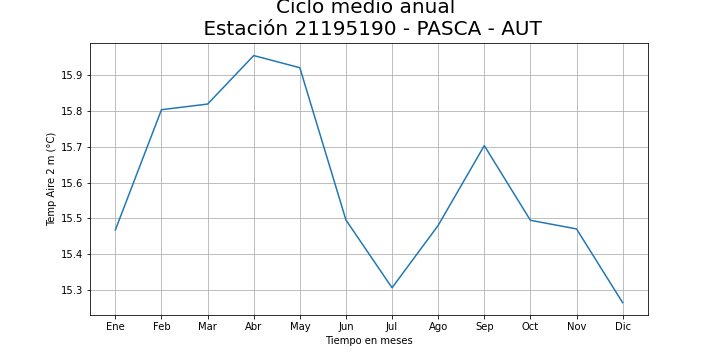 Ciclo medio anual
Estación 21195190 - PASCA - AUT
Temp Aire 2 m (°C)
15.9
15.8
15.7
15.6
15.5
15.4
15.3
Ene Feb Mar Abr May Jun Jul Ago Sep Oct Nov Dic
Tiempo en meses